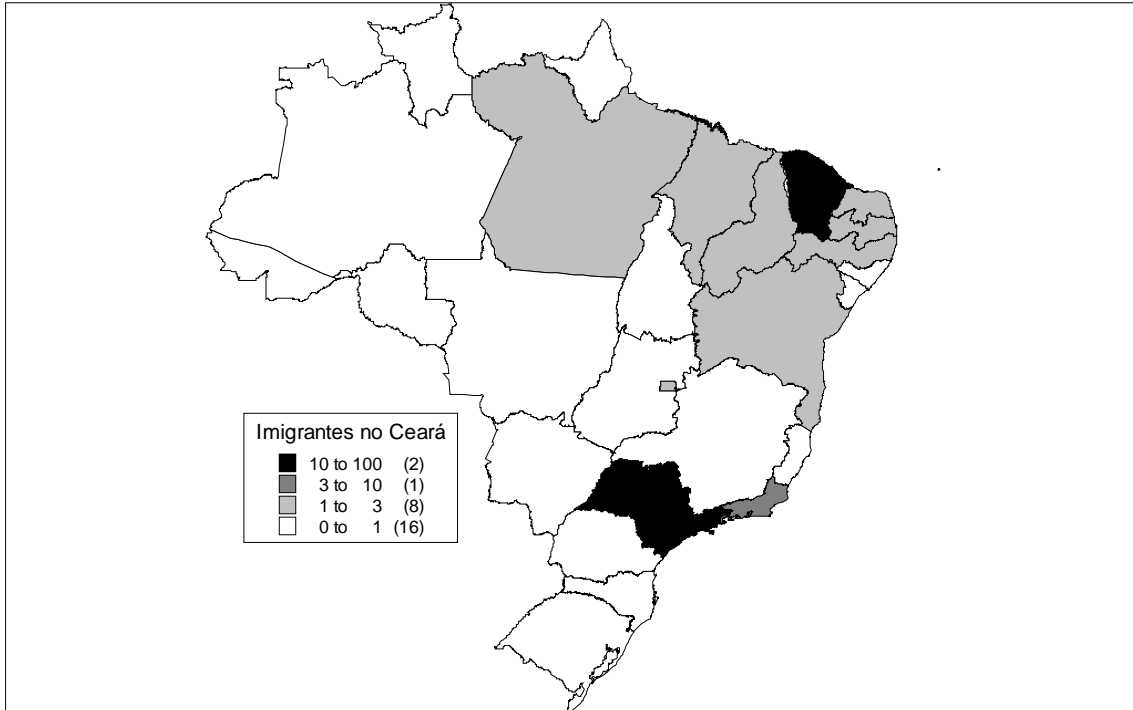 Imigrantes no Ceará
10 to 100 (2)
3 to 10 (1)
1 to 3 (8)
0 to 1 (16)